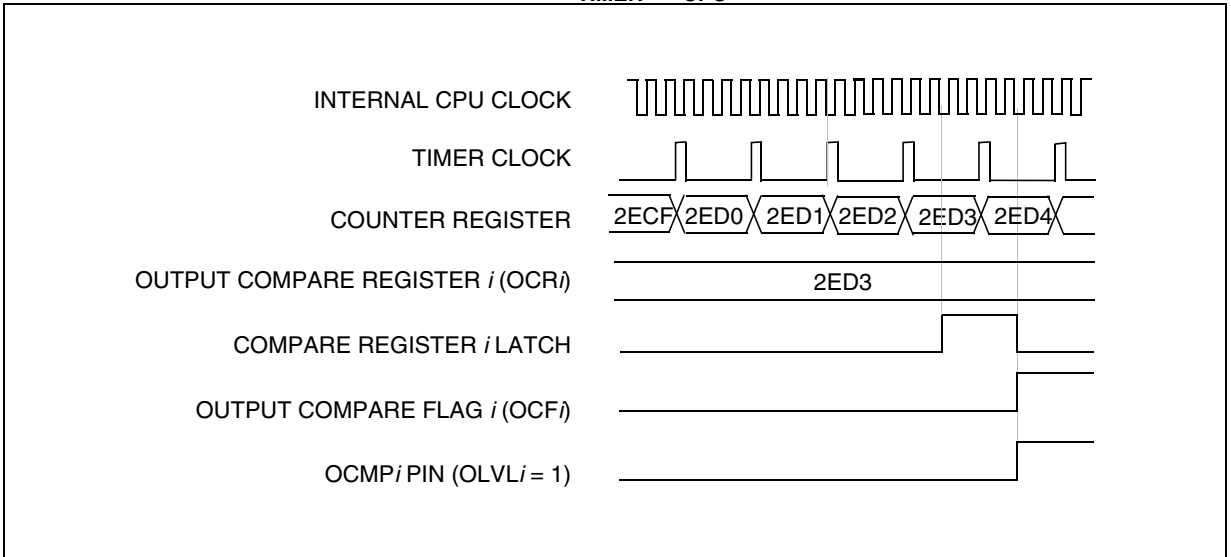 INTERNAL CPU CLOCK
TIMER CLOCK
COUNTER REGISTER 2ECF 2ED0 2ED1 2ED2 2ED3 2ED4
OUTPUT COMPARE REGISTER i (OCRi) 2ED3
COMPARE REGISTER i LATCH
OUTPUT COMPARE FLAG i (OCFi)
OCMPi PIN (OLVLi = 1)